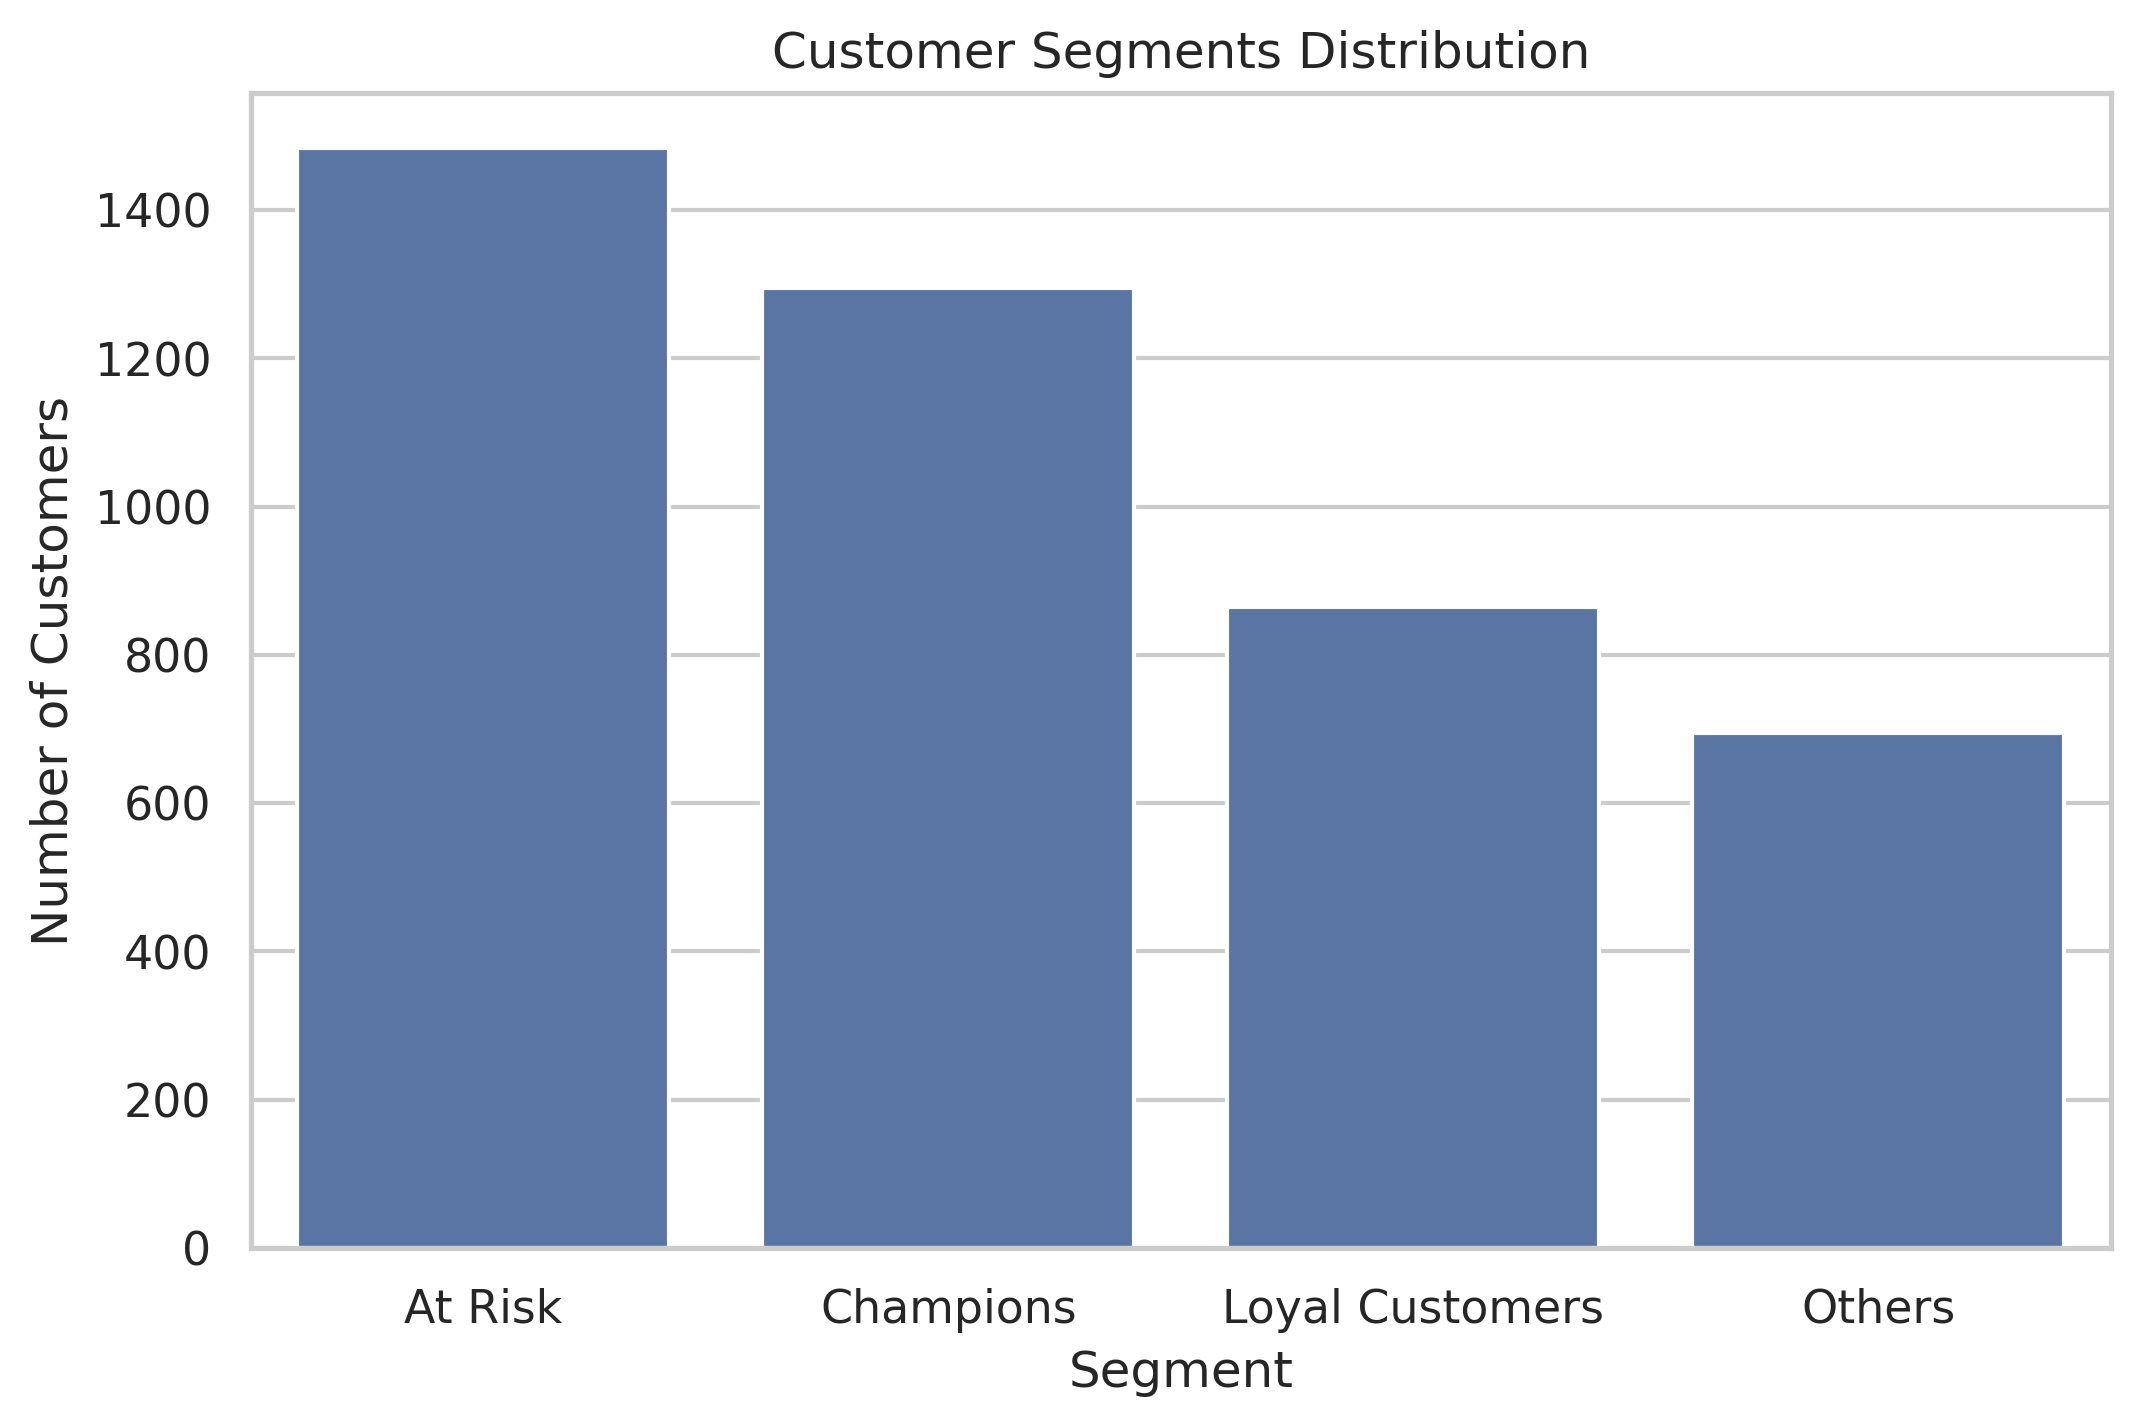 Customer Segments Distribution
Number of Customers
1400
1200
1000
800
600
400
200
0
At Risk
Champions
Loyal Customers
Others
Segment